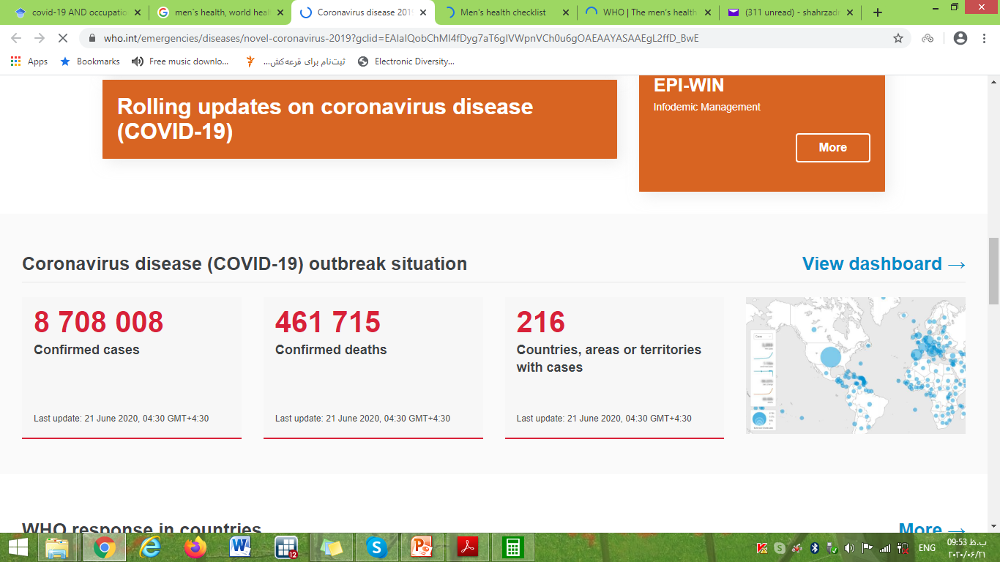 covid-19 AND occupatio
men`s health, world heal
Coronavirus disease 2019
Men's health checklist
WHO | The men's health
(311 unread) - shahrzadr
who.int/emergencies/diseases/novel-coronavirus-2019?gclid=EAIaIQobChMI4fDyg7aT6gIVWpnVCh0u6gOAEAAYASAAEgL2ffD_BwE
Apps
Bookmarks
Free music downlo...
ثبت‌نام برای قرعه‌کش...
Electronic Diversity...
Rolling updates on coronavirus disease
(COVID-19)
EPI-WIN
Infodemic Management
More
Coronavirus disease (COVID-19) outbreak situation
View dashboard →
8 708 008
Confirmed cases
Last update: 21 June 2020, 04:30 GMT+4:30
461 715
Confirmed deaths
Last update: 21 June 2020, 04:30 GMT+4:30
216
Countries, areas or territories
with cases
Last update: 21 June 2020, 04:30 GMT+4:30
WHO response in countries
More →
12
ENG
09:53 ب.ظ
۲۰۲۰/۰۶/۲۱